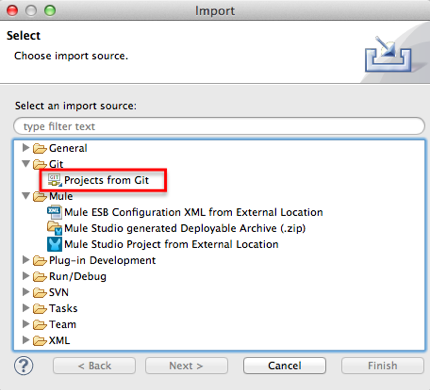 Import
Select
Choose import source.
Select an import source:
type filter text
General
Git
Projects from Git
Mule
Mule ESB Configuration XML from External Location
Mule Studio generated Deployable Archive (.zip)
Mule Studio Project from External Location
Plug-in Development
Run/Debug
SVN
Tasks
Team
XML
? < Back Next > Cancel Finish